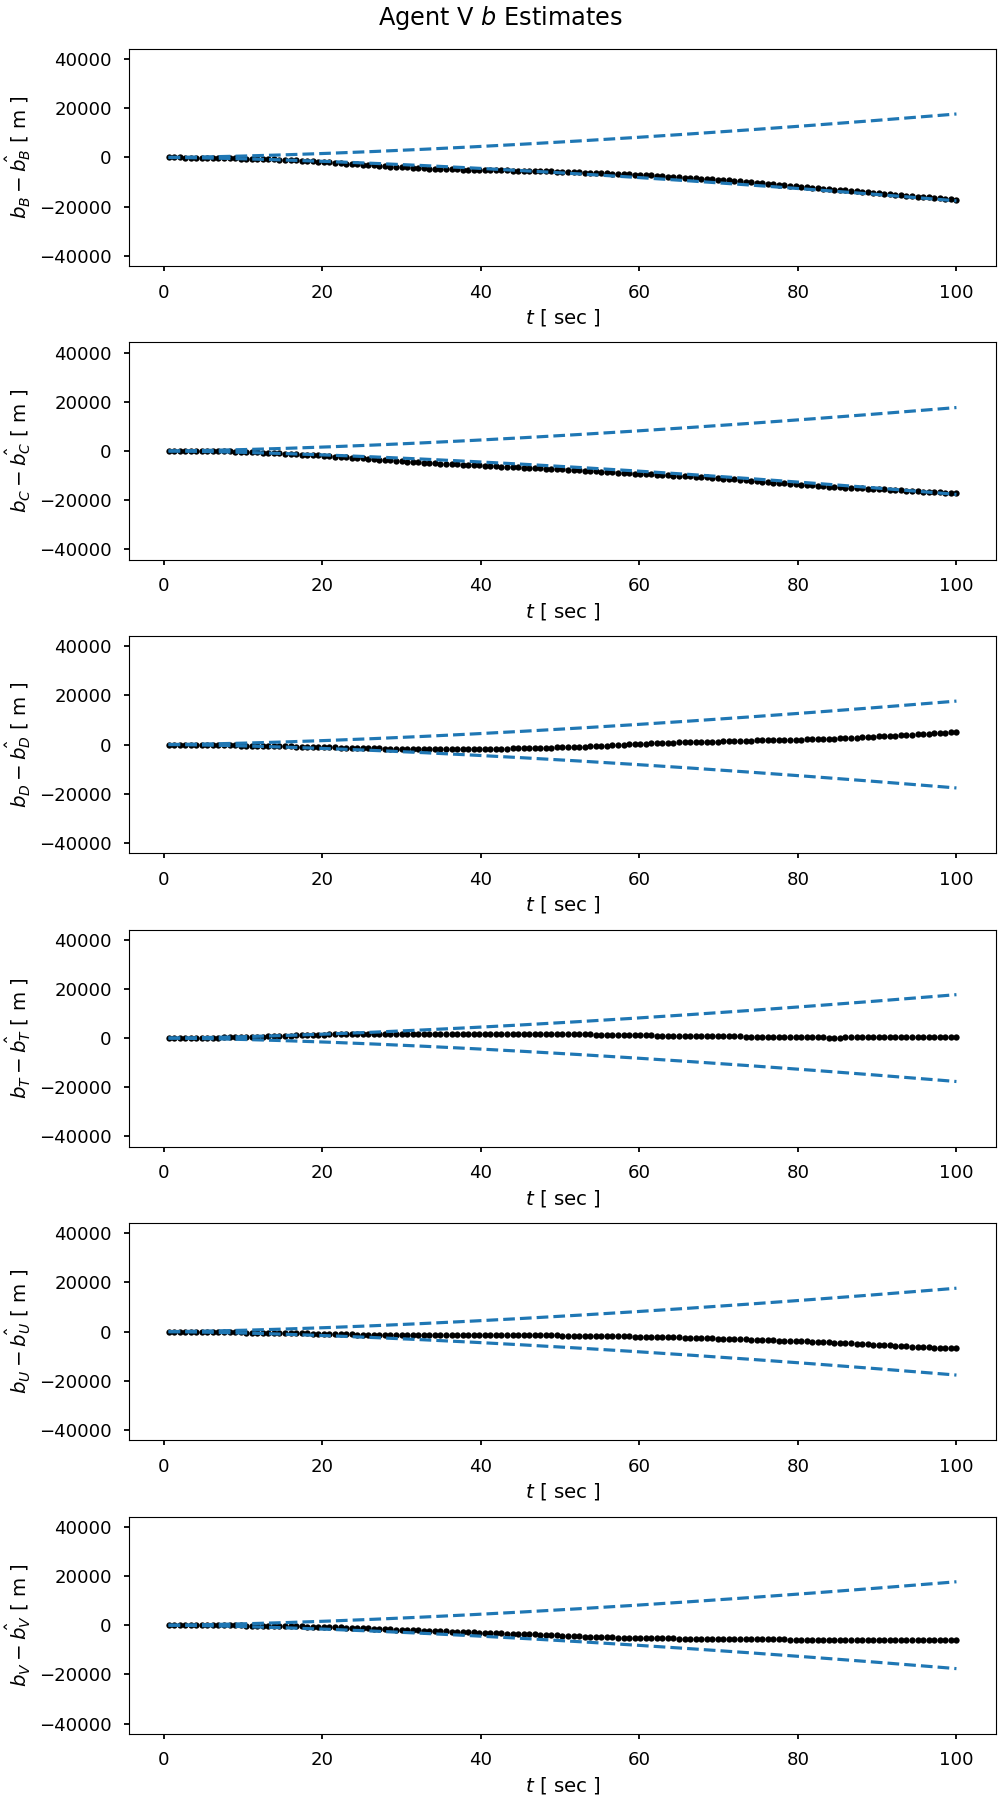 Agent V b Estimates
40000
20000
0
−20000
−40000
b_B − b̂_B [ m ]
0 20 40 60 80 100
t [ sec ]
40000
20000
0
−20000
−40000
b_C − b̂_C [ m ]
0 20 40 60 80 100
t [ sec ]
40000
20000
0
−20000
−40000
b_D − b̂_D [ m ]
0 20 40 60 80 100
t [ sec ]
40000
20000
0
−20000
−40000
b_T − b̂_T [ m ]
0 20 40 60 80 100
t [ sec ]
40000
20000
0
−20000
−40000
b_U − b̂_U [ m ]
0 20 40 60 80 100
t [ sec ]
40000
20000
0
−20000
−40000
b_V − b̂_V [ m ]
0 20 40 60 80 100
t [ sec ]